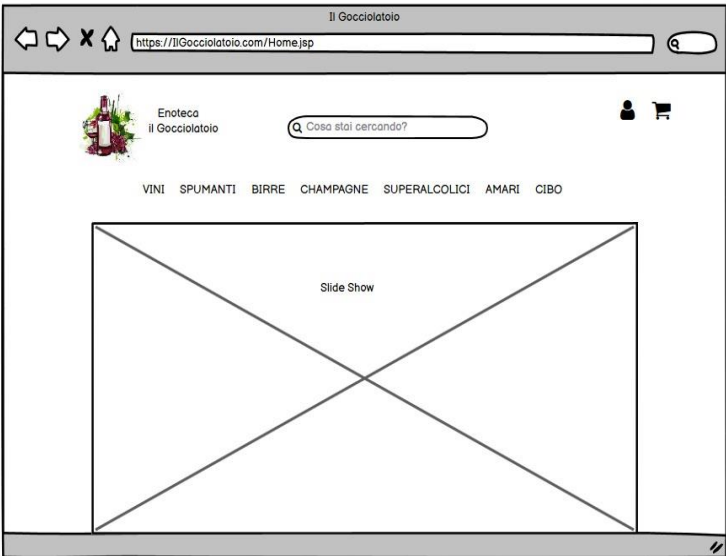 Il Gocciolatoio
https://IlGocciolatoio.com/Home.jsp
Enoteca
il Gocciolatoio
Cosa stai cercando?
VINI SPUMANTI BIRRE CHAMPAGNE SUPERALCOLICI AMARI CIBO
Slide Show